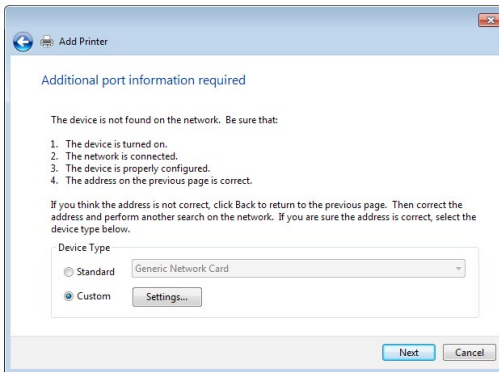 Add Printer
Additional port information required
The device is not found on the network. Be sure that:
1. The device is turned on.
2. The network is connected.
3. The device is properly configured.
4. The address on the previous page is correct.
If you think the address is not correct, click Back to return to the previous page. Then correct the
address and perform another search on the network. If you are sure the address is correct, select the
device type below.
Device Type
Standard
Generic Network Card
Custom
Settings...
Next
Cancel